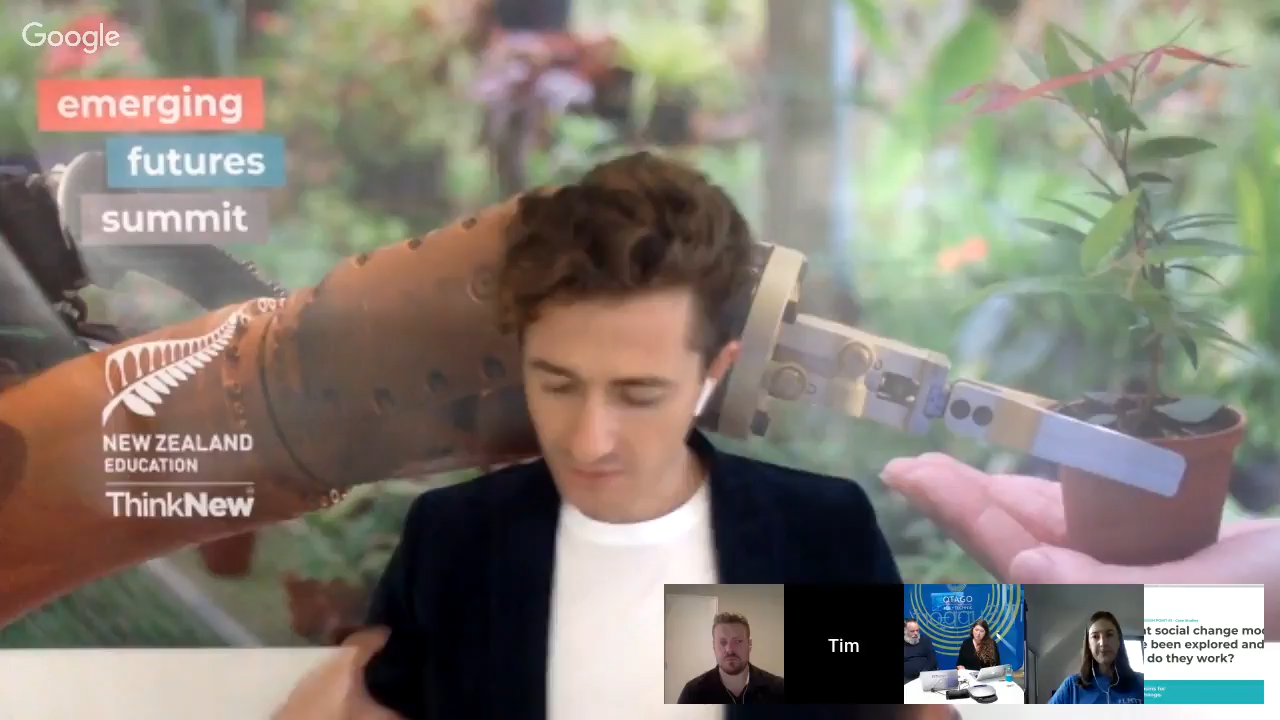 Google
emerging
futures
summit
NEW ZEALAND
EDUCATION
ThinkNew
Tim
OTAGO
t social change mo
been explored and
do they work?